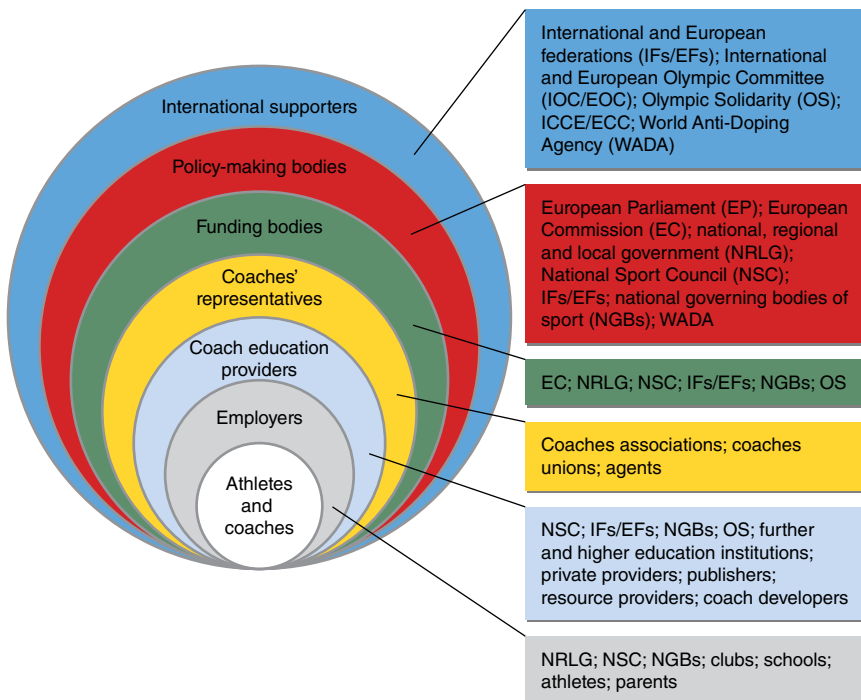 International supporters
Policy-making bodies
Funding bodies
Coaches’
representatives
Coach education
providers
Employers
Athletes
and
coaches
International and European
federations (IFs/EFs); International
and European Olympic Committee
(IOC/EOC); Olympic Solidarity (OS);
ICCE/ECC; World Anti-Doping
Agency (WADA)
European Parliament (EP); European
Commission (EC); national, regional
and local government (NRLG);
National Sport Council (NSC);
IFs/EFs; national governing bodies of
sport (NGBs); WADA
EC; NRLG; NSC; IFs/EFs; NGBs; OS
Coaches associations; coaches
unions; agents
NSC; IFs/EFs; NGBs; OS; further
and higher education institutions;
private providers; publishers;
resource providers; coach developers
NRLG; NSC; NGBs; clubs; schools;
athletes; parents